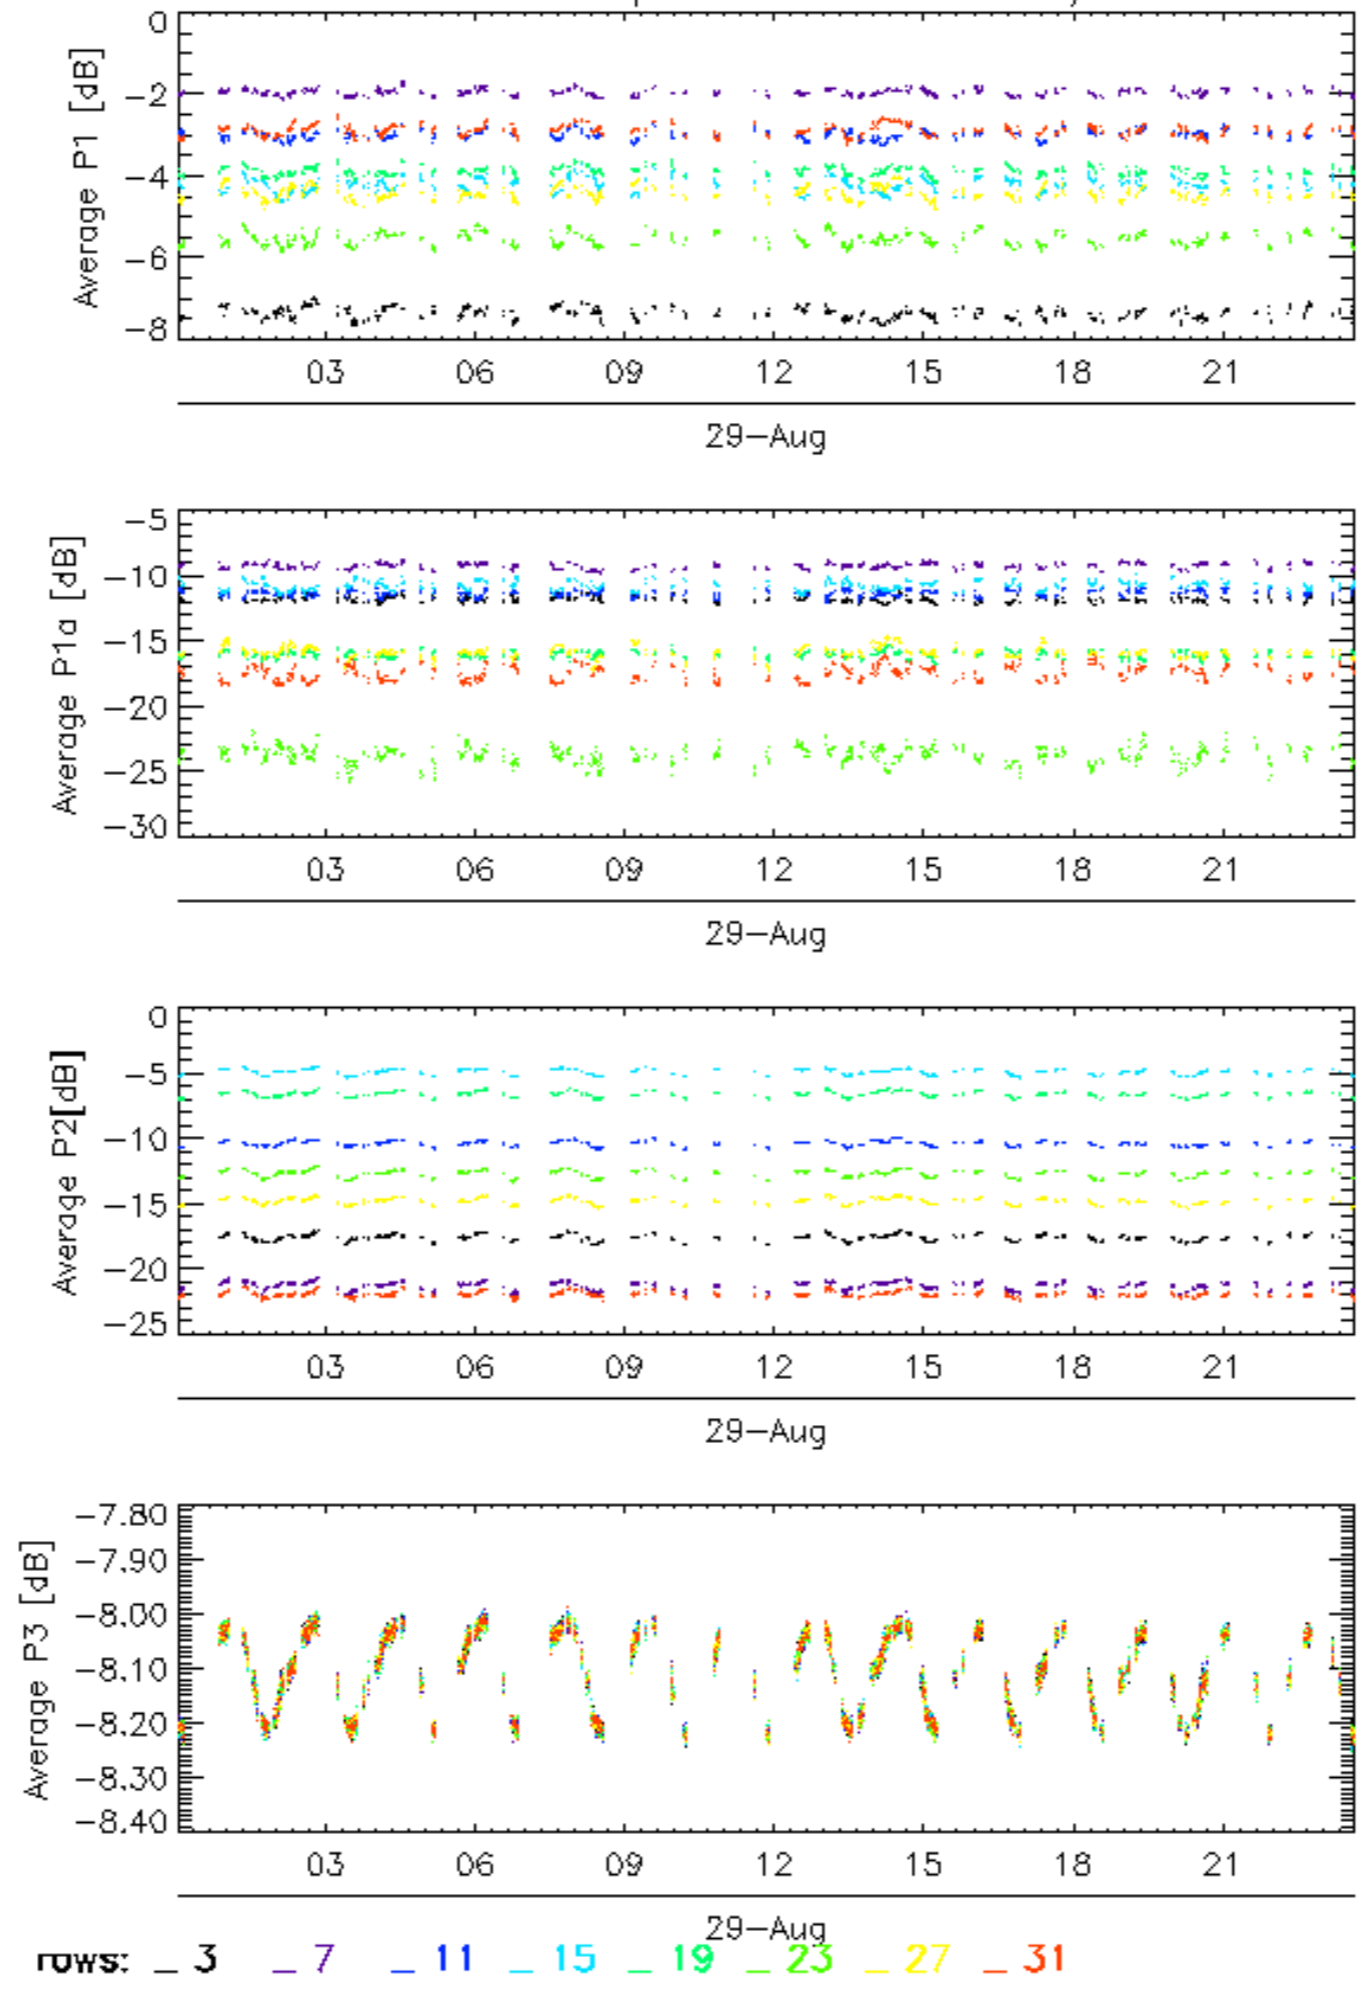 Average P1 [dB]
0
-2
-4
-6
-8
03 06 09 12 15 18 21
29-Aug
Average P1a [dB]
-5
-10
-15
-20
-25
-30
03 06 09 12 15 18 21
29-Aug
Average P2[dB]
0
-5
-10
-15
-20
-25
03 06 09 12 15 18 21
29-Aug
Average P3 [dB]
-7.80
-7.90
-8.00
-8.10
-8.20
-8.30
-8.40
03 06 09 12 15 18 21
29-Aug
rows: _ 3 _ 7 _ 11 _ 15 _ 19 _ 23 _ 27 _ 31